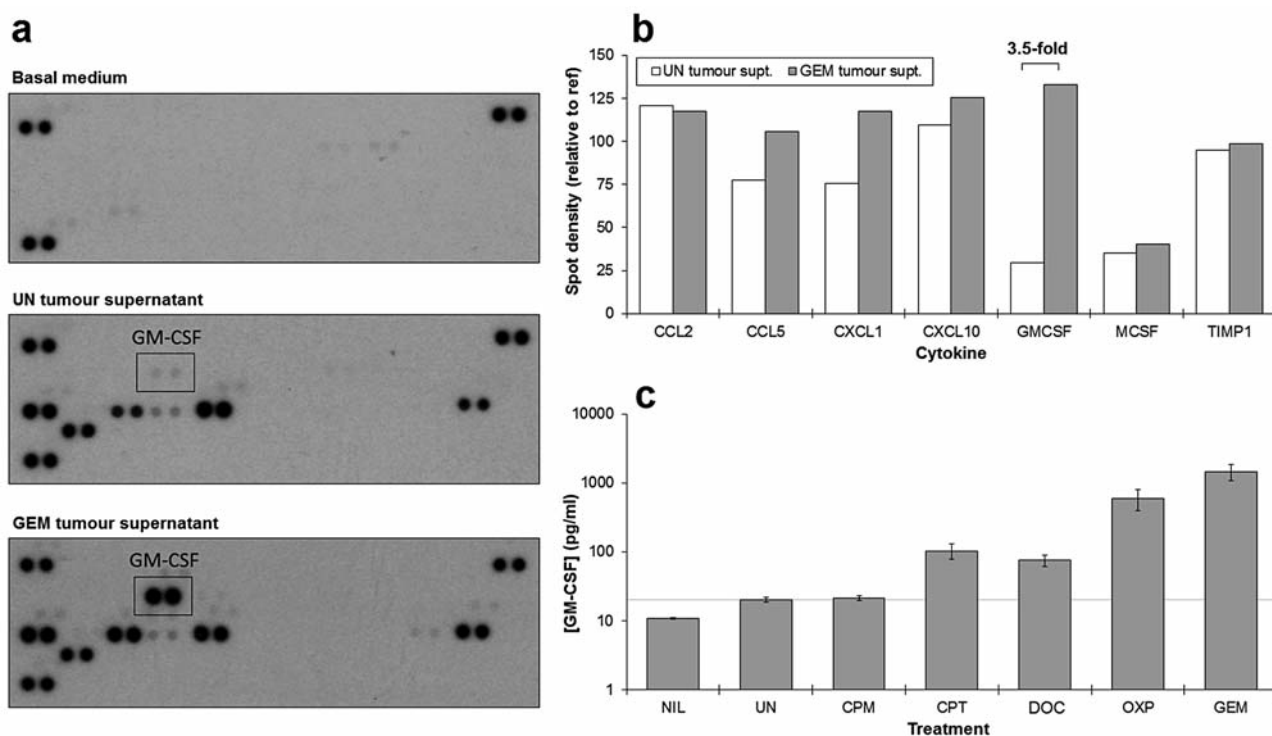 a
Basal medium
UN tumour supernatant
GM-CSF
GEM tumour supernatant
GM-CSF
b
3.5-fold
UN tumour supt.
GEM tumour supt.
150
125
100
75
50
25
0
Spot density (relative to ref)
CCL2 CCL5 CXCL1 CXCL10 GMCSF MCSF TIMP1
Cytokine
c
10000
1000
100
10
1
[GM-CSF] (pg/ml)
NIL UN CPM CPT DOC OXP GEM
Treatment